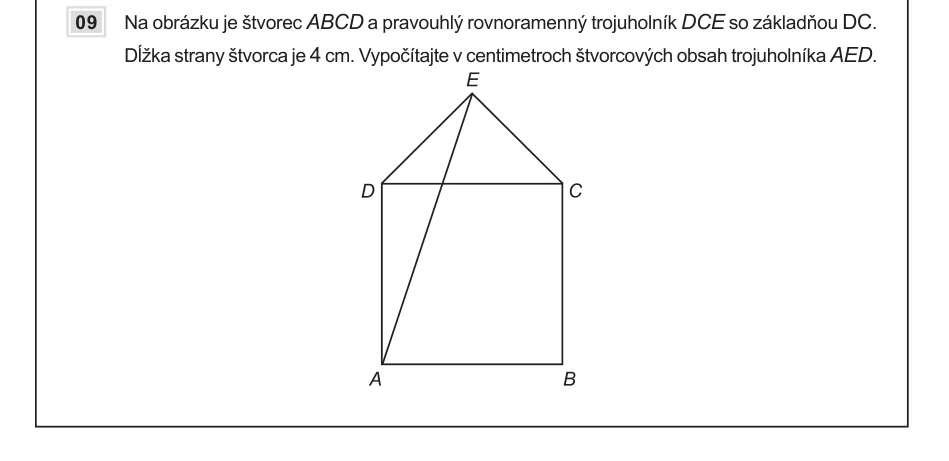 09 Na obrázku je štvorec ABCD a pravouhlý rovnoramenný trojuholník DCE so základňou DC.
Dĺžka strany štvorca je 4 cm. Vypočítajte v centimetroch štvorcových obsah trojuholníka AED.
E
D C
A B